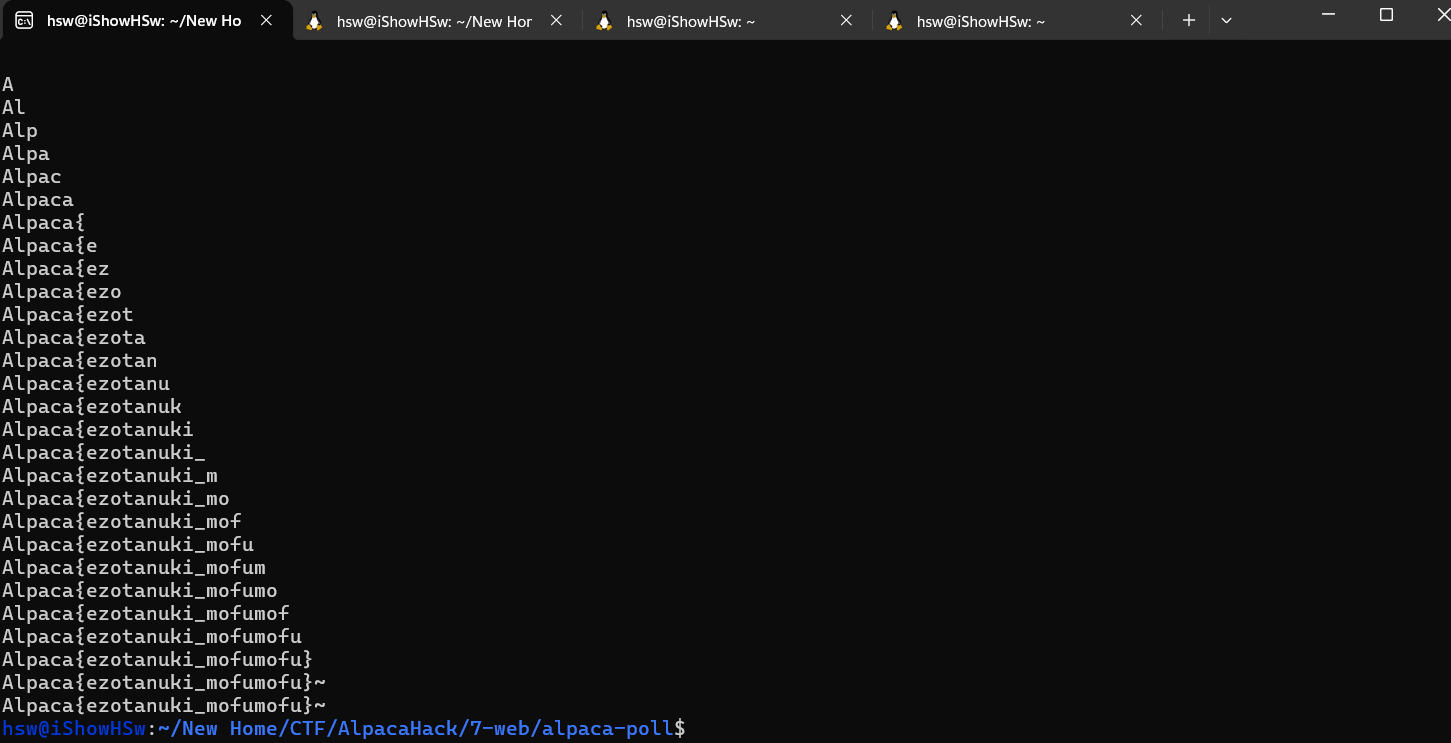 hsw@iShowHSw: ~/New Ho
hsw@iShowHSw: ~/New Hor
hsw@iShowHSw: ~
hsw@iShowHSw: ~
A
Al
Alp
Alpa
Alpac
Alpaca
Alpaca{
Alpaca{e
Alpaca{ez
Alpaca{ezo
Alpaca{ezot
Alpaca{ezota
Alpaca{ezotan
Alpaca{ezotanu
Alpaca{ezotanuk
Alpaca{ezotanuki
Alpaca{ezotanuki_
Alpaca{ezotanuki_m
Alpaca{ezotanuki_mo
Alpaca{ezotanuki_mof
Alpaca{ezotanuki_mofu
Alpaca{ezotanuki_mofum
Alpaca{ezotanuki_mofumo
Alpaca{ezotanuki_mofumof
Alpaca{ezotanuki_mofumofu
Alpaca{ezotanuki_mofumofu}
Alpaca{ezotanuki_mofumofu}~
Alpaca{ezotanuki_mofumofu}~
hsw@iShowHSw:~/New Home/CTF/AlpacaHack/7-web/alpaca-poll$